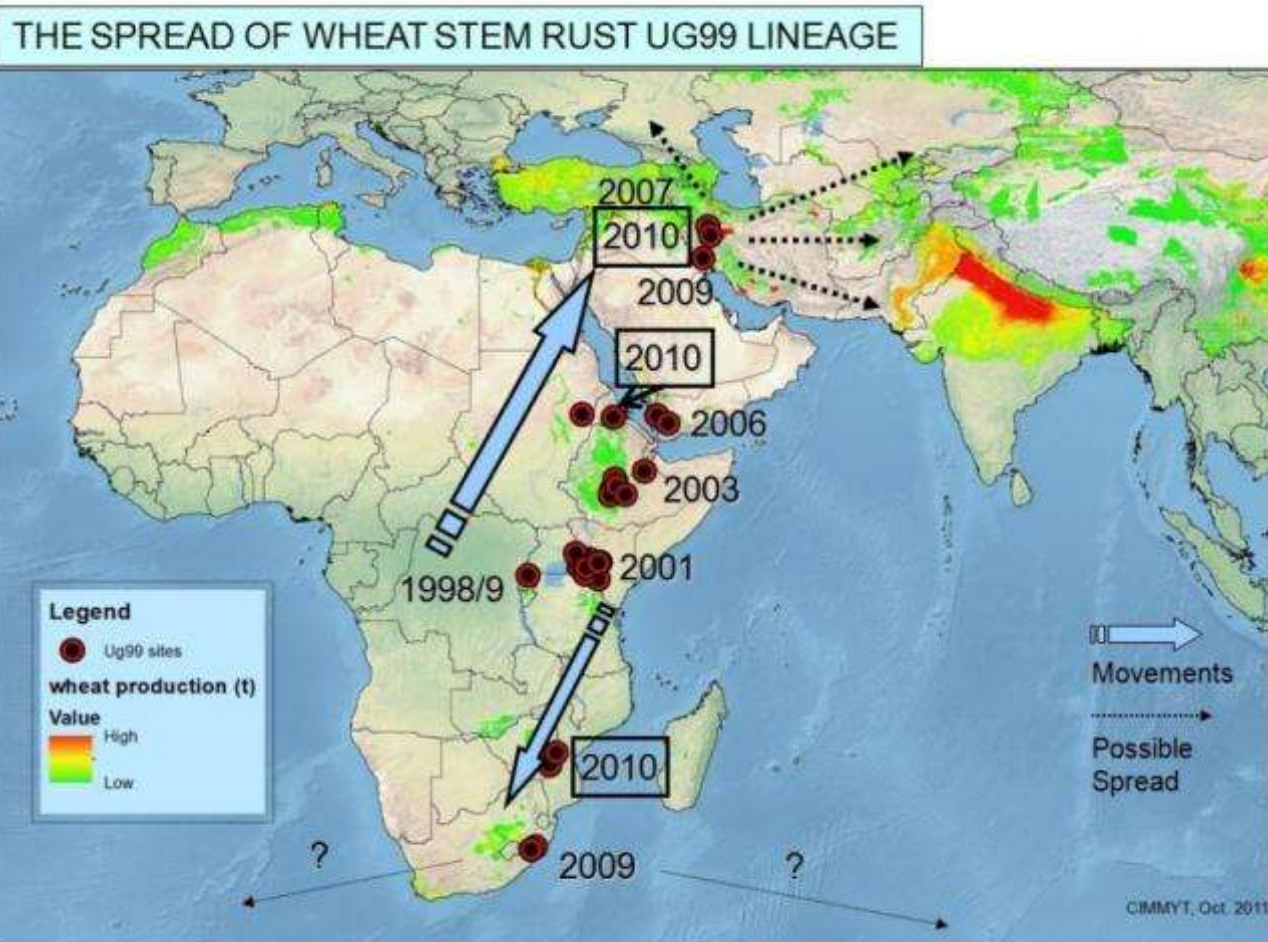 THE SPREAD OF WHEAT STEM RUST UG99 LINEAGE
2007
2010
2009
2010
2006
2003
2001
1998/9
2010
2009
?
?
Legend
Ug99 sites
wheat production (t)
Value
High
Low
Movements
Possible
Spread
CIMMYT, Oct. 2011